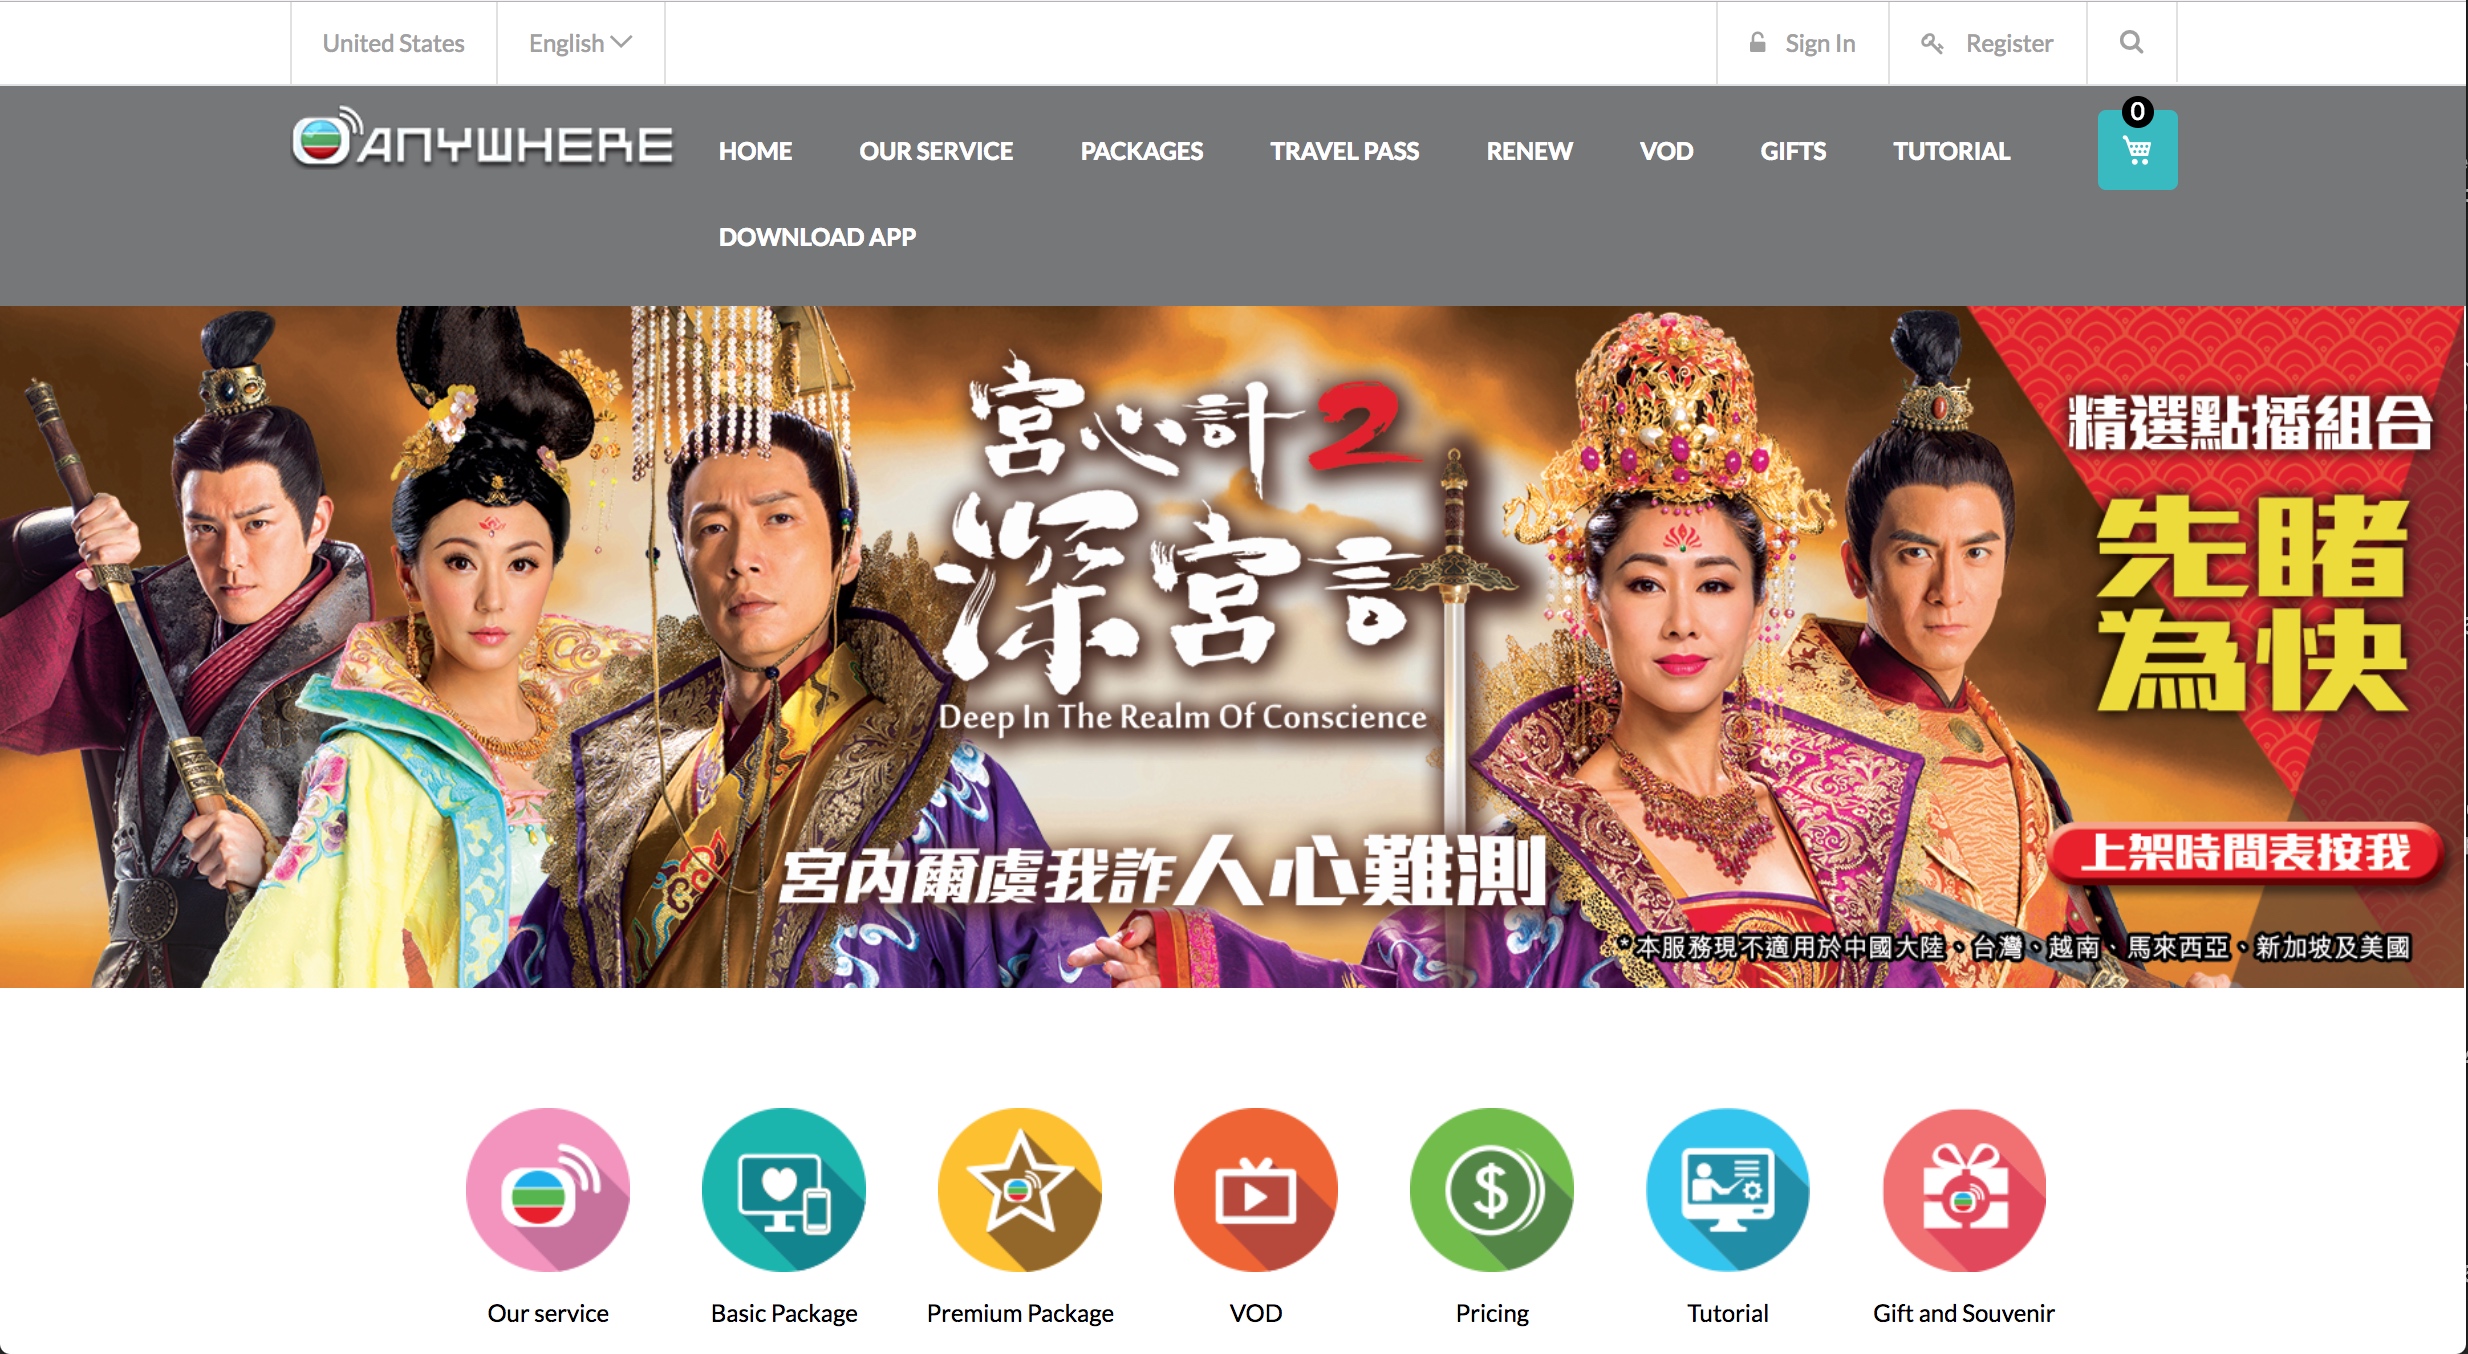 United States
English
Sign In
Register
ANYWHERE
HOME
OUR SERVICE
PACKAGES
TRAVEL PASS
RENEW
VOD
GIFTS
TUTORIAL
0
DOWNLOAD APP
宮心計2
深宮計
Deep In The Realm Of Conscience
宮內爾虞我詐人心難測
精選點播組合
先睹
為快
上架時間表按我
*本服務現不適用於中國大陸、台灣、越南、馬來西亞、新加坡及美國
Our service
Basic Package
Premium Package
VOD
Pricing
Tutorial
Gift and Souvenir